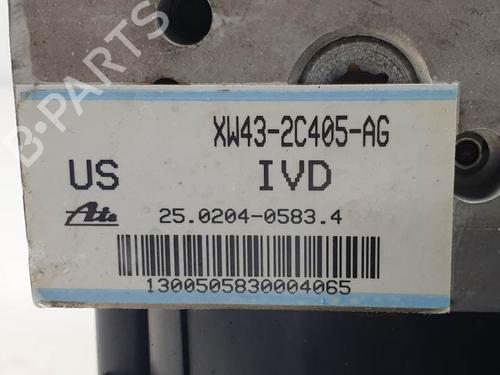 B-PARTS
XW43-2C405-AG
US IVD
Ate 25.0204-0583.4
1300505830004065